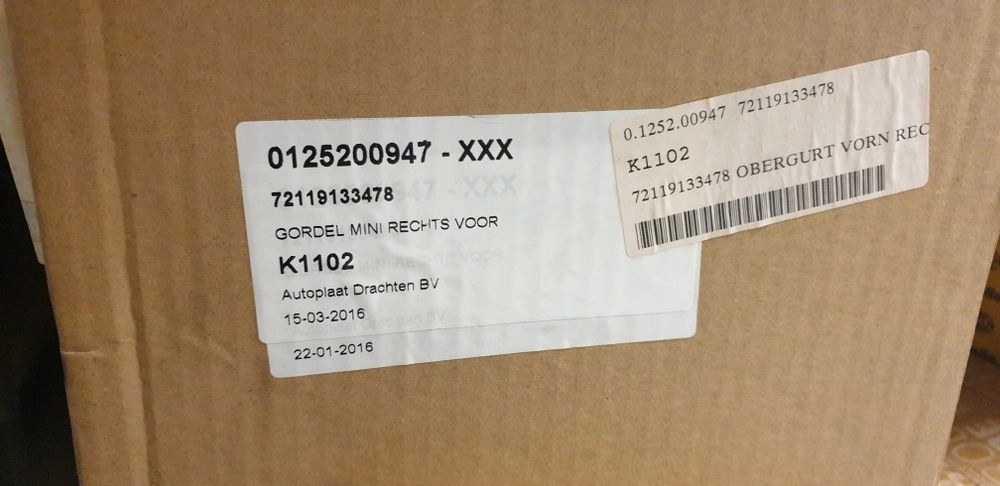 0125200947 - XXX
72119133478
GORDEL MINI RECHTS VOOR
K1102
Autoplaat Drachten BV
15-03-2016
22-01-2016
0.1252.00947 72119133478
K1102
72119133478 OBERGURT VORN REC